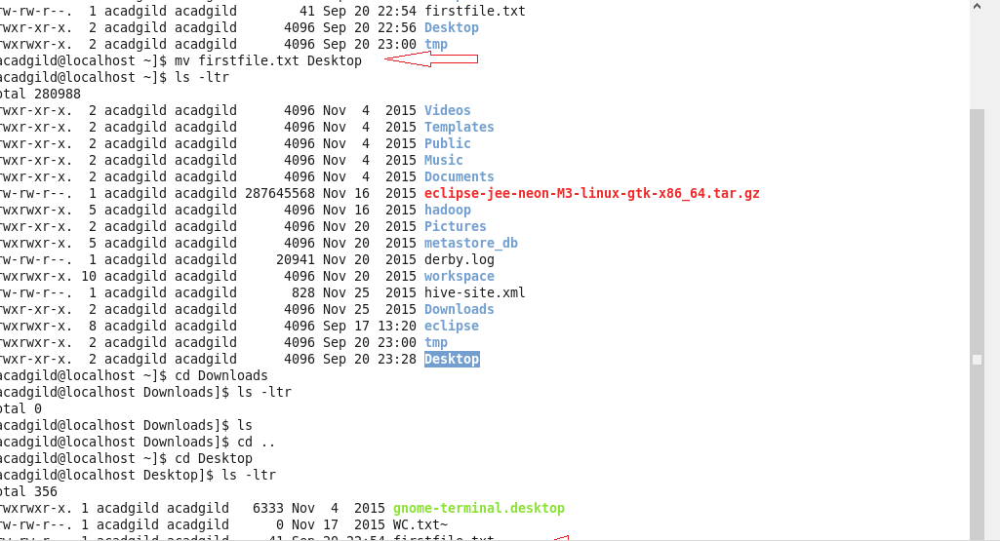 rw-rw-r--. 1 acadgild acadgild 41 Sep 20 22:54 firstfile.txt
rwxr-xr-x. 2 acadgild acadgild 4096 Sep 20 22:56 Desktop
rwxrwxr-x. 2 acadgild acadgild 4096 Sep 20 23:00 tmp
acadgild@localhost ~]$ mv firstfile.txt Desktop
acadgild@localhost ~]$ ls -ltr
otal 280988
rwxr-xr-x. 2 acadgild acadgild 4096 Nov 4 2015 Videos
rwxr-xr-x. 2 acadgild acadgild 4096 Nov 4 2015 Templates
rwxr-xr-x. 2 acadgild acadgild 4096 Nov 4 2015 Public
rwxr-xr-x. 2 acadgild acadgild 4096 Nov 4 2015 Music
rwxr-xr-x. 2 acadgild acadgild 4096 Nov 4 2015 Documents
rw-rw-r--. 1 acadgild acadgild 287645568 Nov 16 2015 eclipse-jee-neon-M3-linux-gtk-x86_64.tar.gz
rwxrwxr-x. 5 acadgild acadgild 4096 Nov 16 2015 hadoop
rwxr-xr-x. 2 acadgild acadgild 4096 Nov 20 2015 Pictures
rwxrwxr-x. 5 acadgild acadgild 4096 Nov 20 2015 metastore_db
rw-rw-r--. 1 acadgild acadgild 20941 Nov 20 2015 derby.log
rwxrwxr-x. 10 acadgild acadgild 4096 Nov 20 2015 workspace
rw-rw-r--. 1 acadgild acadgild 828 Nov 25 2015 hive-site.xml
rwxr-xr-x. 2 acadgild acadgild 4096 Nov 25 2015 Downloads
rwxrwxr-x. 8 acadgild acadgild 4096 Sep 17 13:20 eclipse
rwxrwxr-x. 2 acadgild acadgild 4096 Sep 20 23:00 tmp
rwxr-xr-x. 2 acadgild acadgild 4096 Sep 20 23:28 Desktop
acadgild@localhost ~]$ cd Downloads
acadgild@localhost Downloads]$ ls -ltr
otal 0
acadgild@localhost Downloads]$ ls
acadgild@localhost Downloads]$ cd ..
acadgild@localhost ~]$ cd Desktop
acadgild@localhost Desktop]$ ls -ltr
otal 356
rwxrwxr-x. 1 acadgild acadgild 6333 Nov 4 2015 gnome-terminal.desktop
rw-rw-r--. 1 acadgild acadgild 0 Nov 17 2015 WC.txt~
rw-rw-r--. 1 acadgild acadgild 41 Sep 20 22:54 firstfile.txt